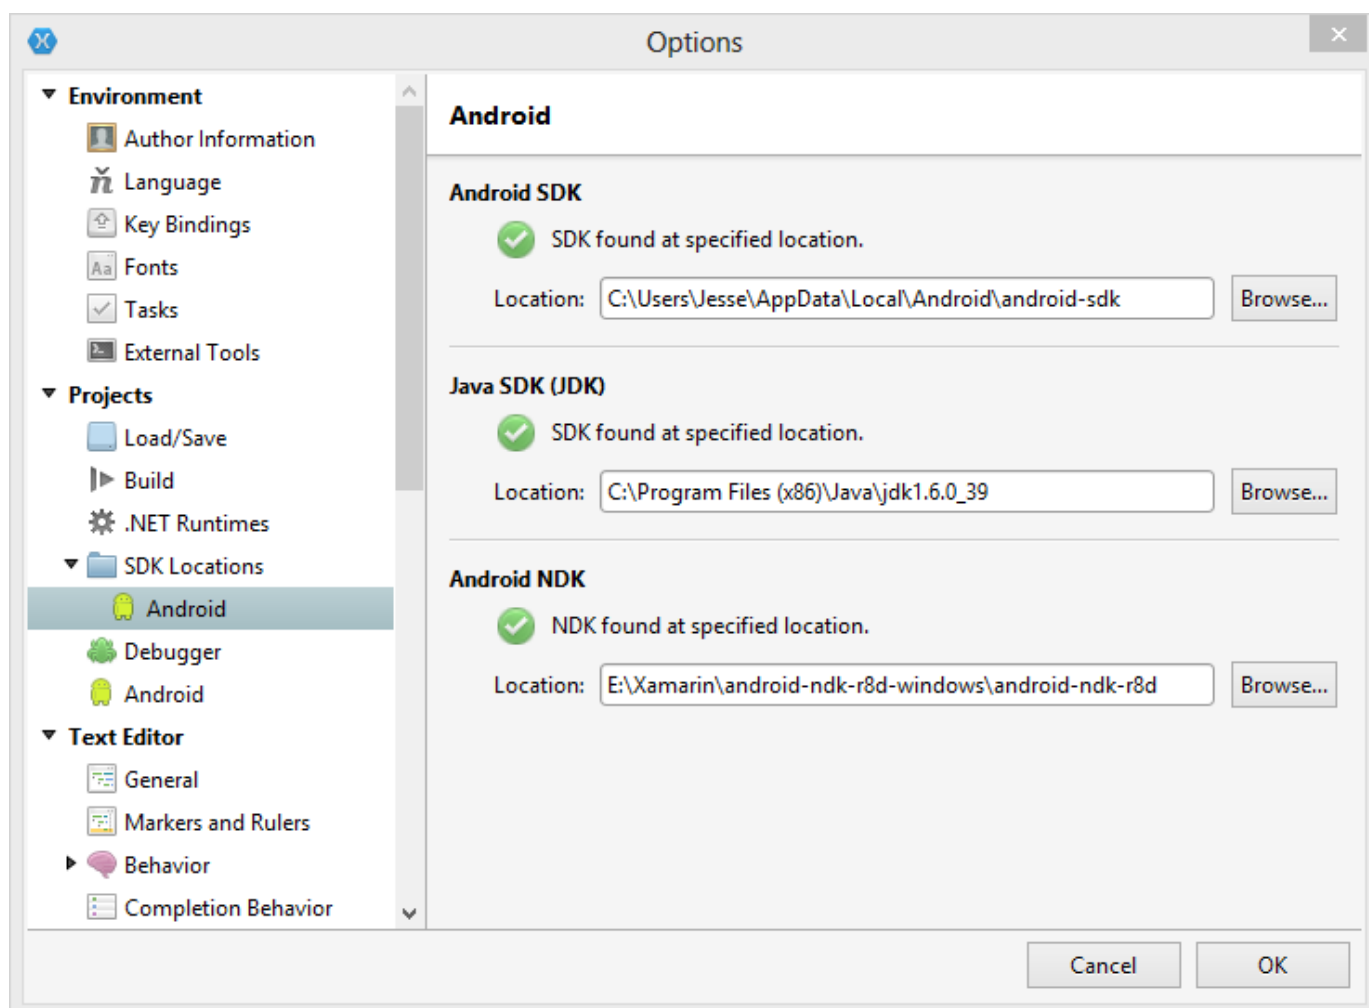 Options
Environment
Author Information
Language
Key Bindings
Aa Fonts
Tasks
External Tools
Projects
Load/Save
Build
.NET Runtimes
SDK Locations
Android
Debugger
Android
Text Editor
General
Markers and Rulers
Behavior
Completion Behavior
Android
Android SDK
SDK found at specified location.
Location: C:\Users\Jesse\AppData\Local\Android\android-sdk Browse...
Java SDK (JDK)
SDK found at specified location.
Location: C:\Program Files (x86)\Java\jdk1.6.0_39 Browse...
Android NDK
NDK found at specified location.
Location: E:\Xamarin\android-ndk-r8d-windows\android-ndk-r8d Browse...
Cancel OK